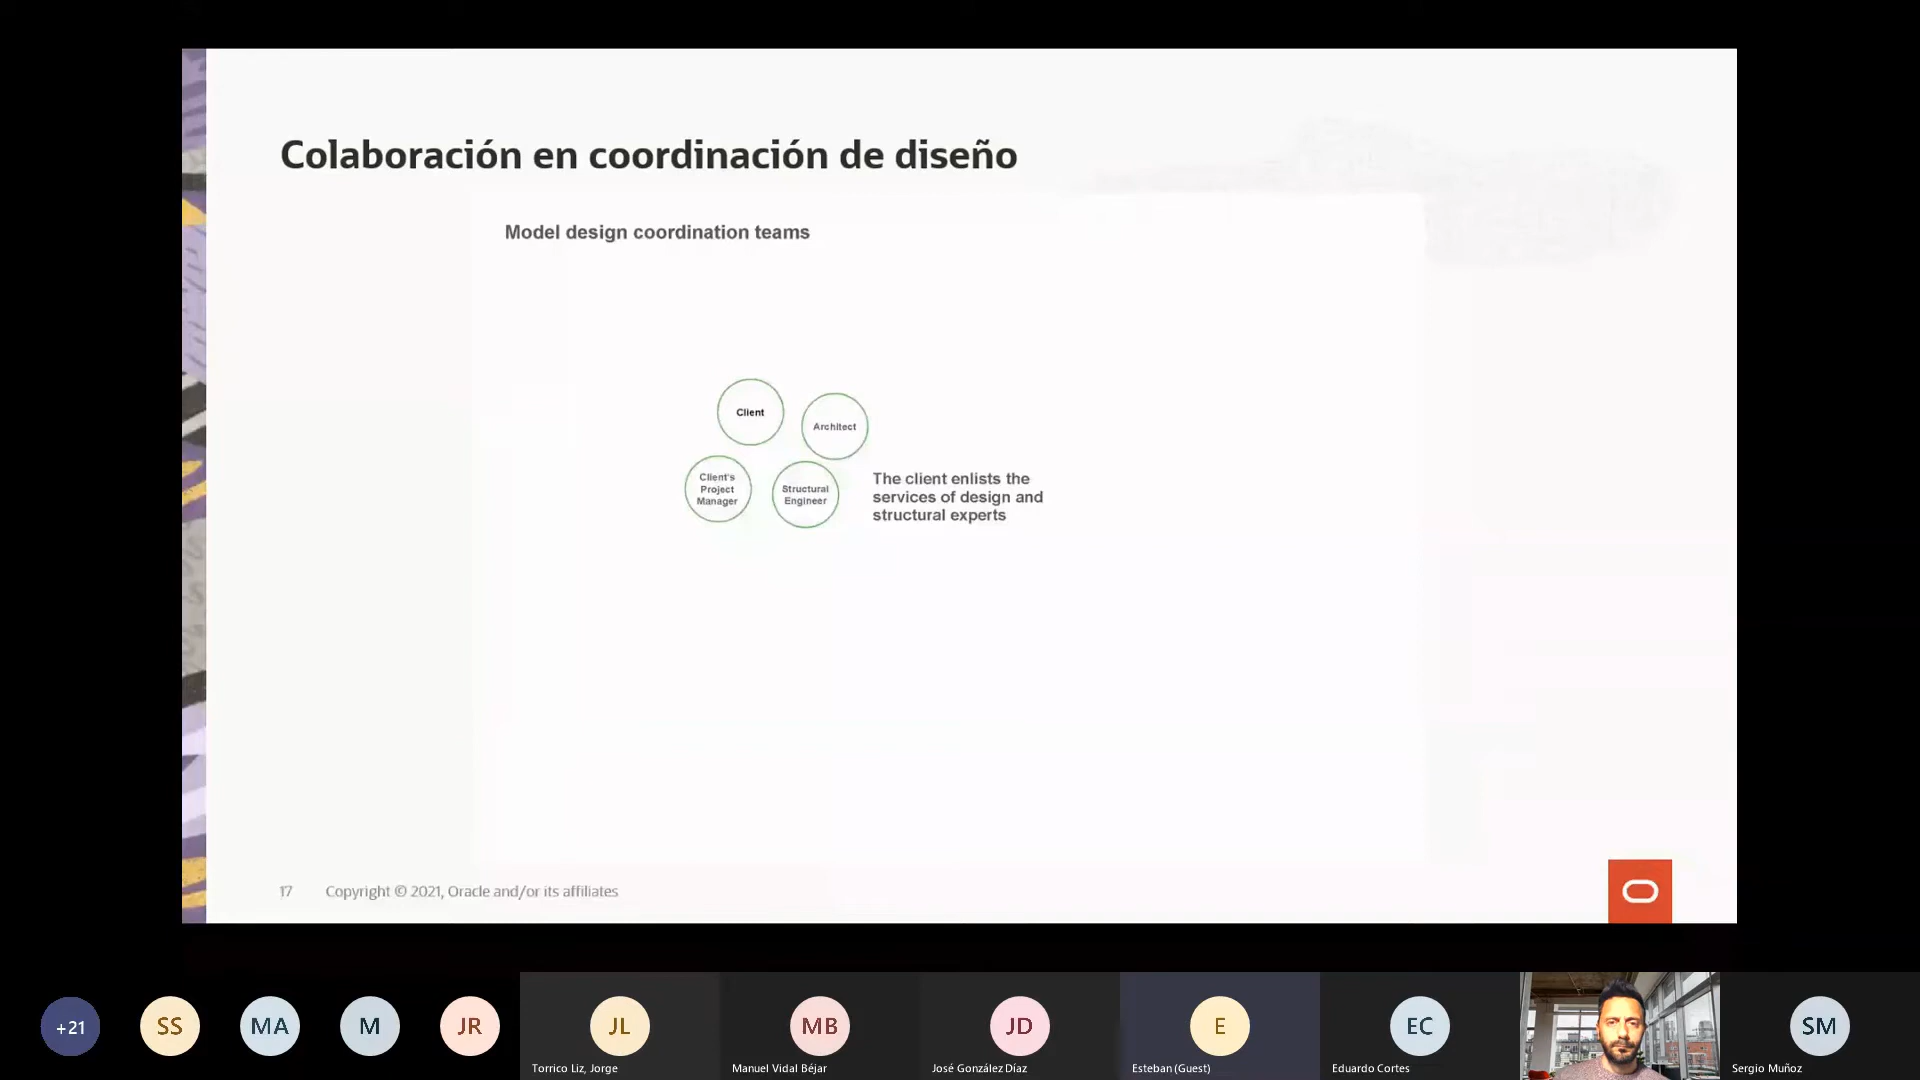 Colaboración en coordinación de diseño
Model design coordination teams
Client
Architect
Client's
Project
Manager
Structural
Engineer
The client enlists the
services of design and
structural experts
17 Copyright © 2021, Oracle and/or its affiliates
+21
SS
MA
M
JR
JL
MB
JD
E
EC
SM
Torrico Liz, Jorge
Manuel Vidal Béjar
José González Díaz
Esteban (Guest)
Eduardo Cortes
Sergio Muñoz